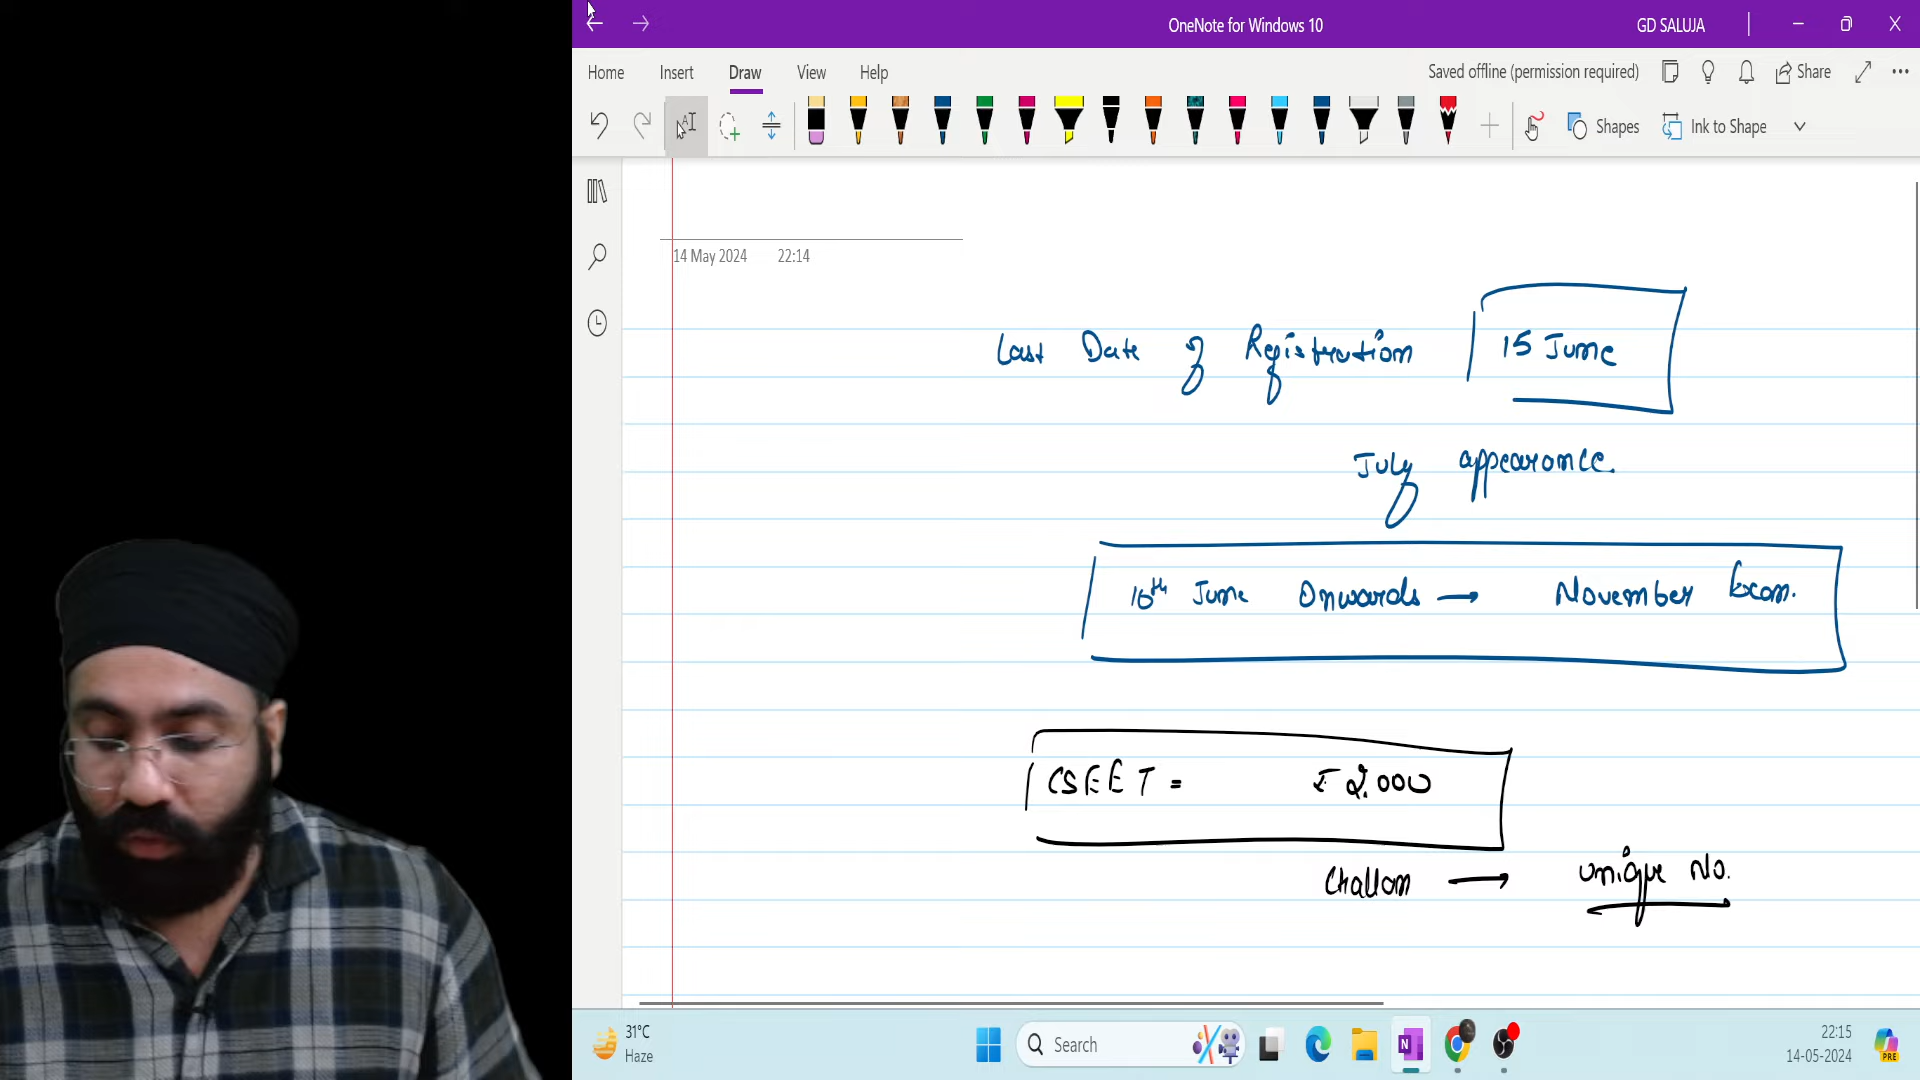 OneNote for Windows 10
GD SALUJA
Home Insert Draw View Help
Saved offline (permission required)
Share
Shapes
Ink to Shape
14 May 2024 22:14
Last Date of Registration 15 June
July appearance.
16th June Onwards → November Exam.
CSEET = ₹ 2000
Challan → Unique No.
31°C
Haze
Search
22:15
14-05-2024
PRE